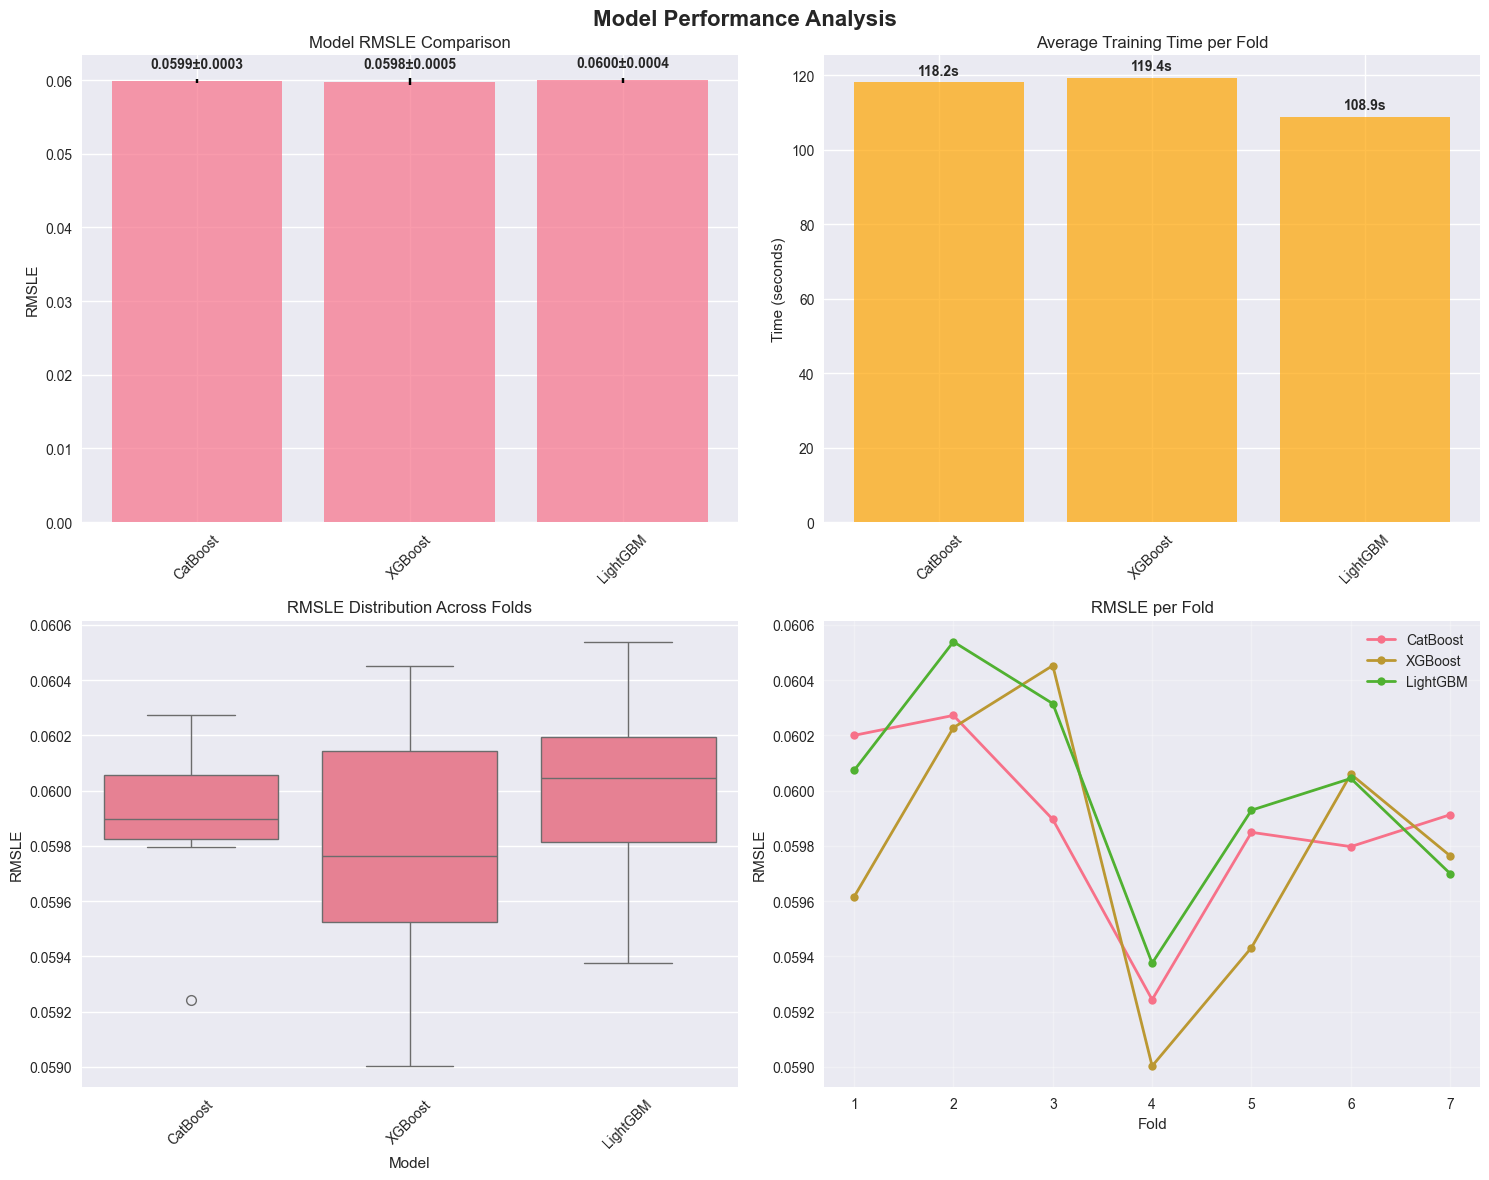 Model Performance Analysis
Model RMSLE Comparison
0.0599±0.0003
0.0598±0.0005
0.0600±0.0004
0.06
0.05
0.04
0.03
0.02
0.01
0.00
RMSLE
CatBoost
XGBoost
LightGBM
Average Training Time per Fold
118.2s
119.4s
108.9s
120
100
80
60
40
20
0
Time (seconds)
CatBoost
XGBoost
LightGBM
RMSLE Distribution Across Folds
0.0606
0.0604
0.0602
0.0600
0.0598
0.0596
0.0594
0.0592
0.0590
RMSLE
CatBoost
XGBoost
LightGBM
Model
RMSLE per Fold
CatBoost
XGBoost
LightGBM
0.0606
0.0604
0.0602
0.0600
0.0598
0.0596
0.0594
0.0592
0.0590
RMSLE
1 2 3 4 5 6 7
Fold